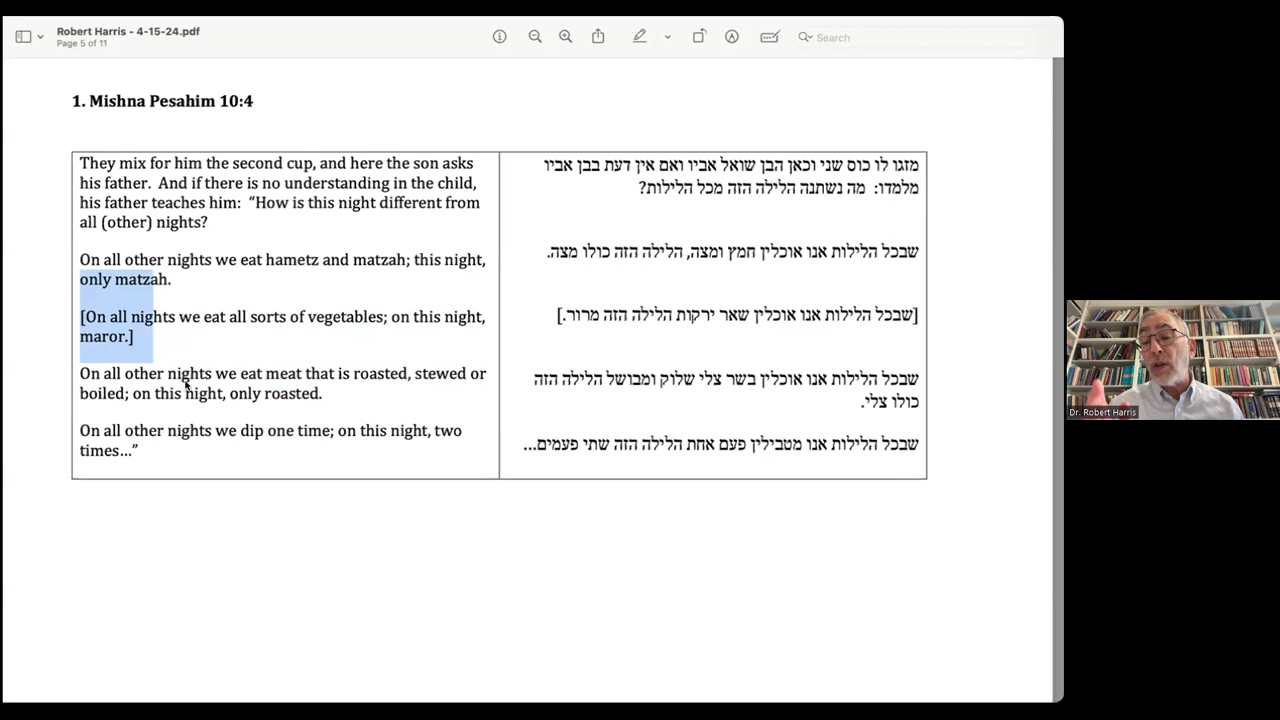 Robert Harris - 4-15-24.pdf
Page 5 of 11
Search
1. Mishna Pesahim 10:4
They mix for him the second cup, and here the son asks
his father. And if there is no understanding in the child,
his father teaches him: “How is this night different from
all (other) nights?
On all other nights we eat hametz and matzah; this night,
only matzah.
[On all nights we eat all sorts of vegetables; on this night,
maror.]
On all other nights we eat meat that is roasted, stewed or
boiled; on this night, only roasted.
On all other nights we dip one time; on this night, two
times…”
מזגו לו כוס שני וכאן הבן שואל אביו ואם אין דעת בבן אביו
מלמדו: מה נשתנה הלילה הזה מכל הלילות?
שבכל הלילות אנו אוכלין חמץ ומצה, הלילה הזה כולו מצה.
[שבכל הלילות אנו אוכלין שאר ירקות הלילה הזה מרור.]
שבכל הלילות אנו אוכלין בשר צלי שלוק ומבושל הלילה הזה
כולו צלי.
שבכל הלילות אנו מטבילין פעם אחת הלילה הזה שתי פעמים...
Dr. Robert Harris